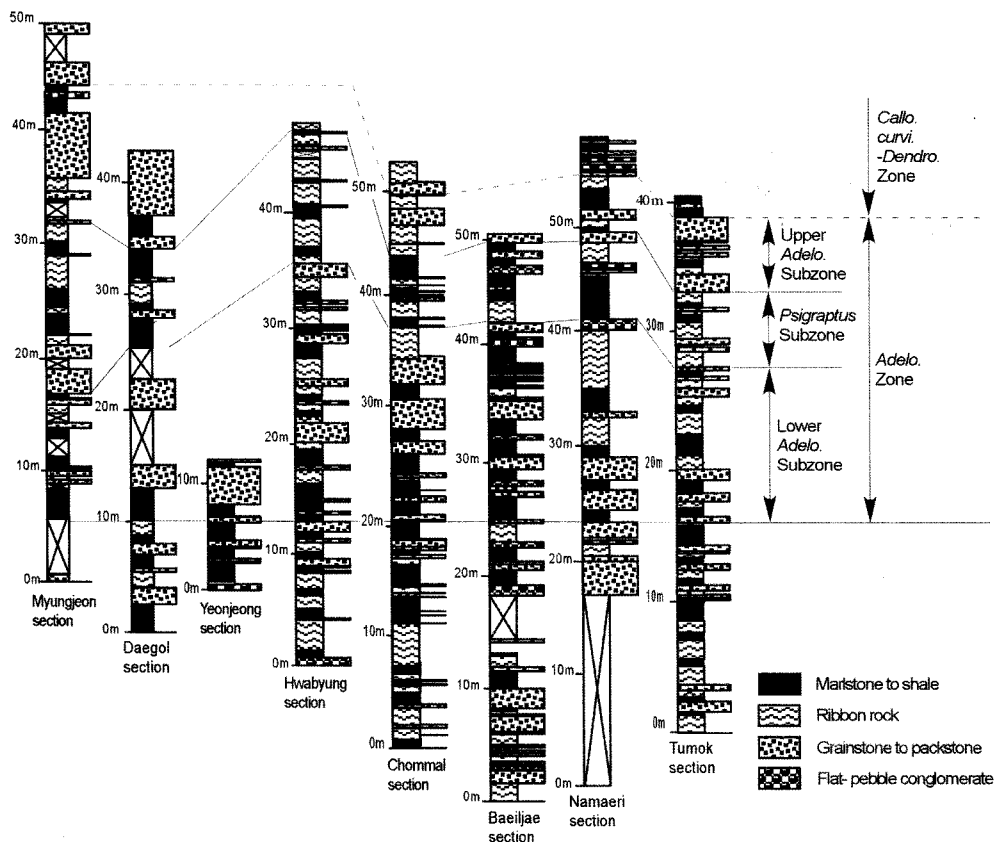 50m
40m
30m
20m
10m
0m
Myungjeon
section
40m
30m
20m
10m
0m
Daegol
section
10m
0m
Yeonjeong
section
40m
30m
20m
10m
0m
Hwabyung
section
50m
40m
30m
20m
10m
0m
Chommal
section
50m
40m
30m
20m
10m
0m
Baeiljae
section
50m
40m
30m
20m
10m
0m
Namaeri
section
40m
30m
20m
10m
0m
Tumok
section
Callo.
curvi.
-Dendro.
Zone
Upper
Adelo.
Subzone
Psigraptus
Subzone
Lower
Adelo.
Subzone
Adelo.
Zone
Marlstone to shale
Ribbon rock
Grainstone to packstone
Flat- pebble conglomerate